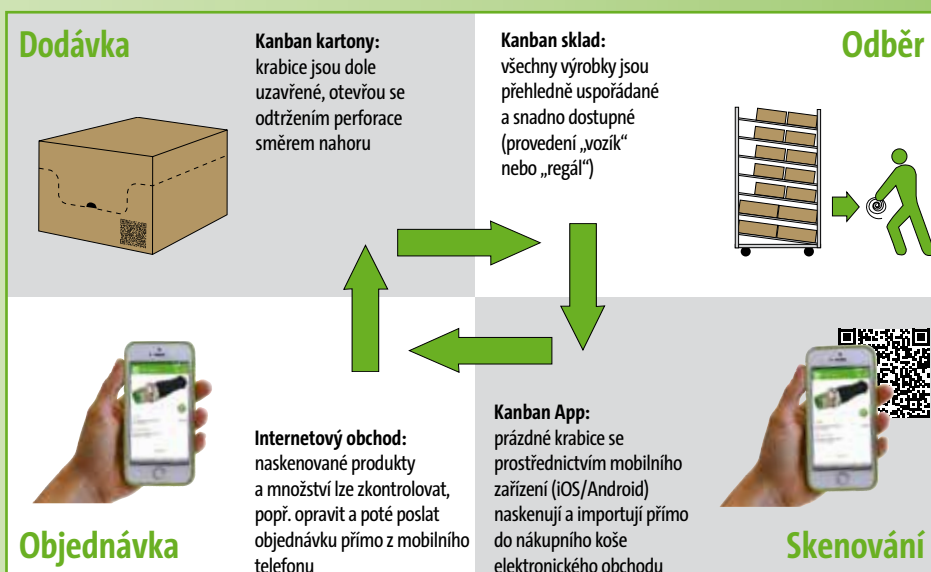 Dodávka
Kanban kartony:
krabice jsou dole
uzavřené, otevřou se
odtržením perforace
směrem nahoru
Kanban sklad:
všechny výrobky jsou
přehledně uspořádané
a snadno dostupné
(provedení „vozík“
nebo „regál“)
Odběr
Internetový obchod:
naskenované produkty
a množství lze zkontrolovat,
popř. opravit a poté poslat
objednávku přímo z mobilního
telefonu
Objednávka
Kanban App:
prázdné krabice se
prostřednictvím mobilního
zařízení (iOS/Android)
naskenují a importují přímo
do nákupního koše
elektronického obchodu
Skenování